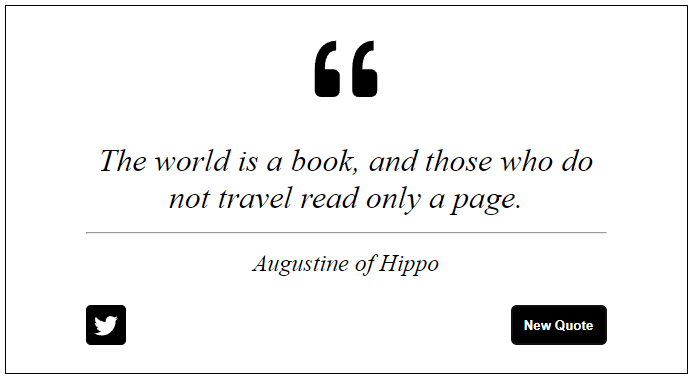 ❝
The world is a book, and those who do
not travel read only a page.
Augustine of Hippo
New Quote